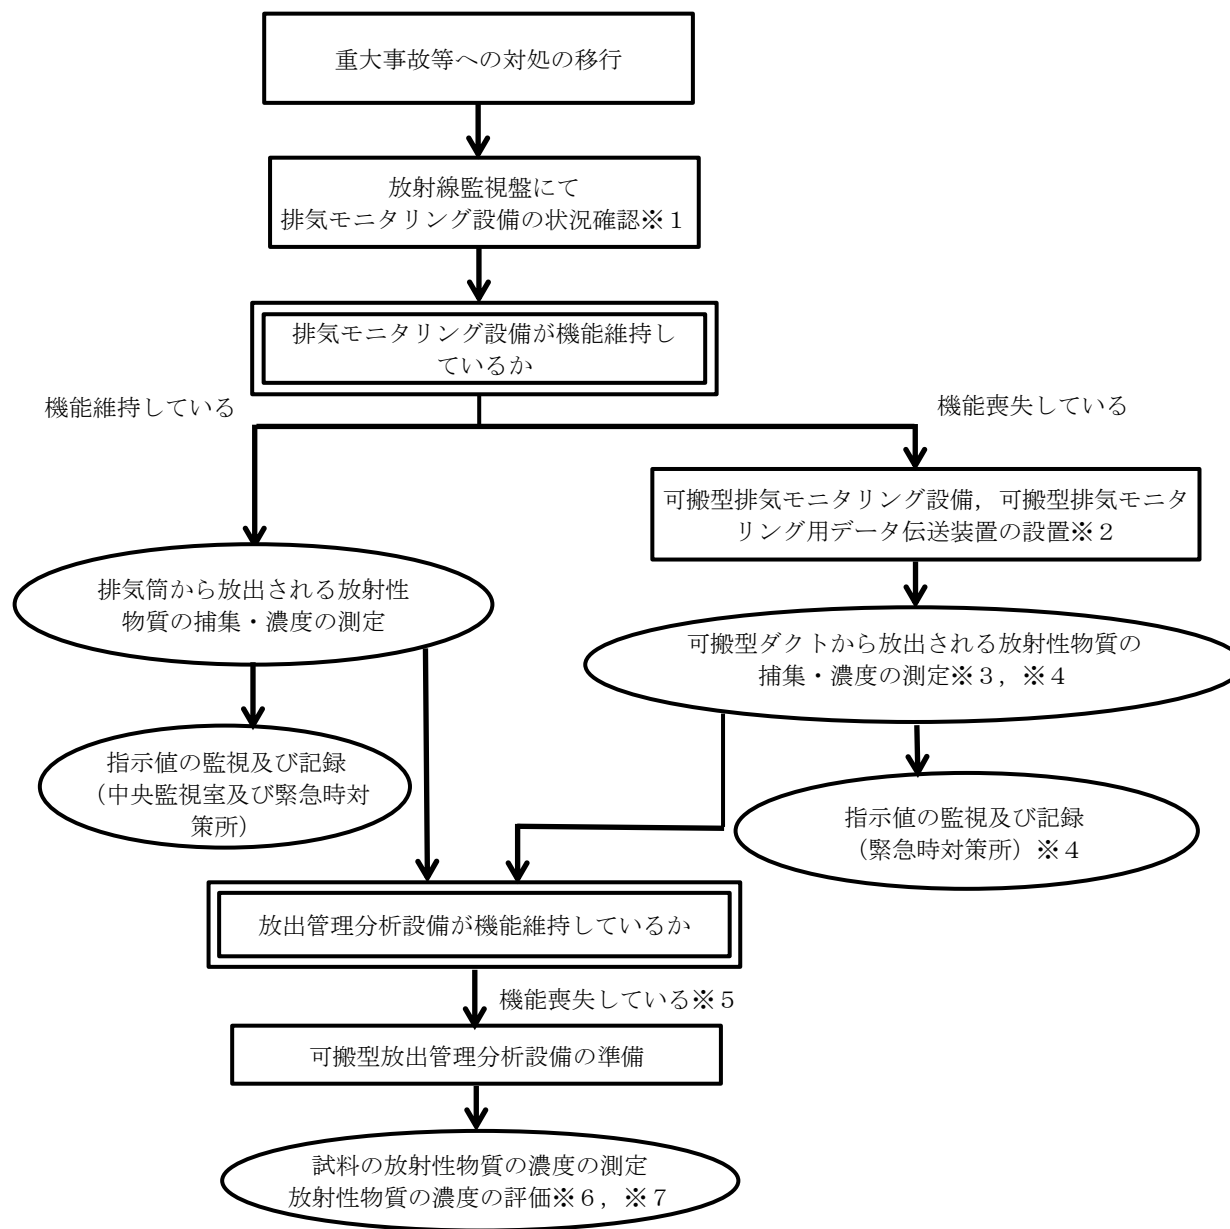 重大事故等への対処の移行
放射線監視盤にて
排気モニタリング設備の状況確認※１
排気モニタリング設備が機能維持し
ているか
機能維持している
機能喪失している
可搬型排気モニタリング設備，可搬型排気モニタ
リング用データ伝送装置の設置※２
排気筒から放出される放射性
物質の捕集・濃度の測定
可搬型ダクトから放出される放射性物質の
捕集・濃度の測定※３，※４
指示値の監視及び記録
（中央監視室及び緊急時対
策所）
指示値の監視及び記録
（緊急時対策所）※４
放出管理分析設備が機能維持しているか
機能喪失している※５
可搬型放出管理分析設備の準備
試料の放射性物質の濃度の測定
放射性物質の濃度の評価※６，※７